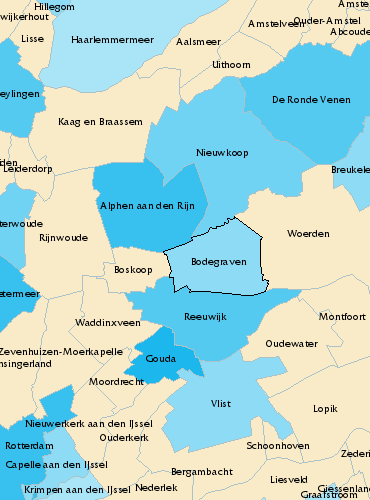 Hillegom
wijkerhout
Lisse
Haarlemmermeer
Aalsmeer
Amstelveen
Amste
Ouder-Amstel
Abcoude
Uithoorn
eylingen
De Ronde Venen
Kaag en Braassem
Nieuwkoop
den
Leiderdorp
Breukele
Alphen aan den Rijn
terwoude
Rijnwoude
Woerden
Boskoop
Bodegraven
etermeer
Waddinxveen
Reeuwijk
Montfoort
Zevenhuizen-Moerkapelle
nsingerland
Gouda
Oudewater
Moordrecht
Vlist
Lopik
Nieuwerkerk aan den IJssel
Ouderkerk
Rotterdam
Schoonhoven
Zederi
Capelle aan den IJssel
Bergambacht
Krimpen aan den IJssel
Nederlek
Liesveld
Giessenland
Graafstroom